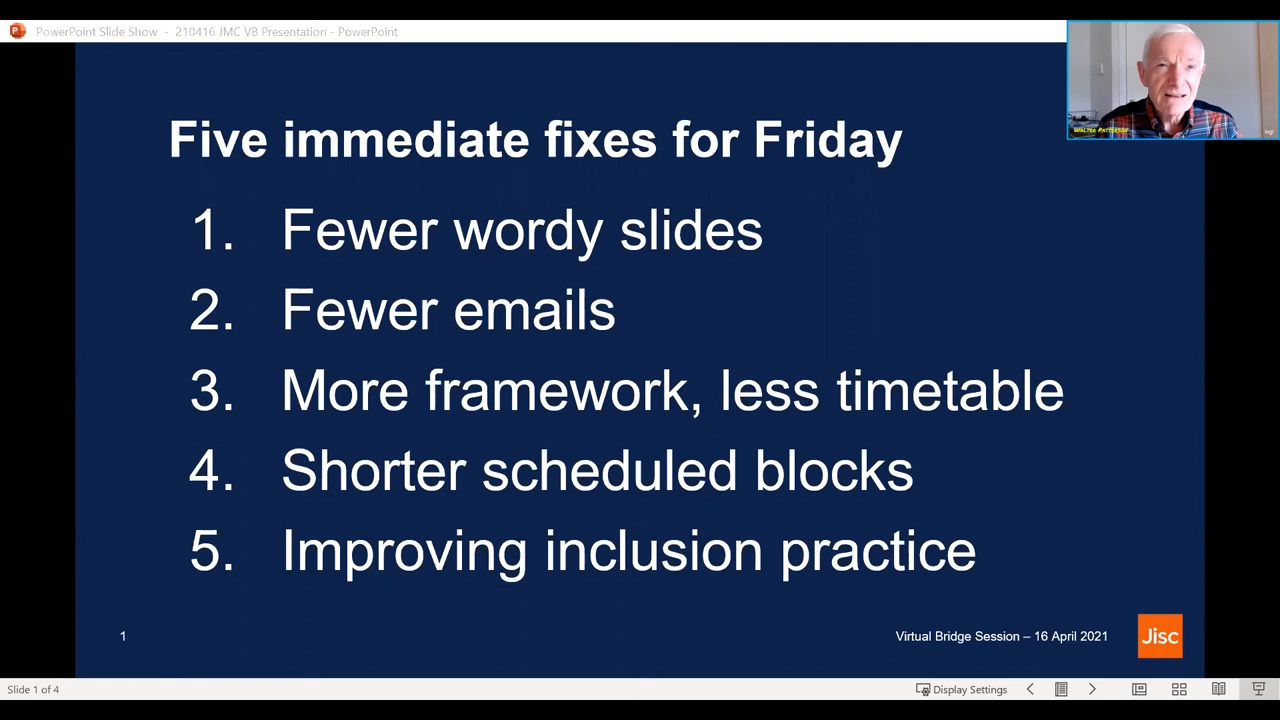 PowerPoint Slide Show - 210416 JMC VB Presentation - PowerPoint
WALTER PATTERSON
Five immediate fixes for Friday
1. Fewer wordy slides
2. Fewer emails
3. More framework, less timetable
4. Shorter scheduled blocks
5. Improving inclusion practice
1
Virtual Bridge Session – 16 April 2021
Jisc
Slide 1 of 4
Display Settings